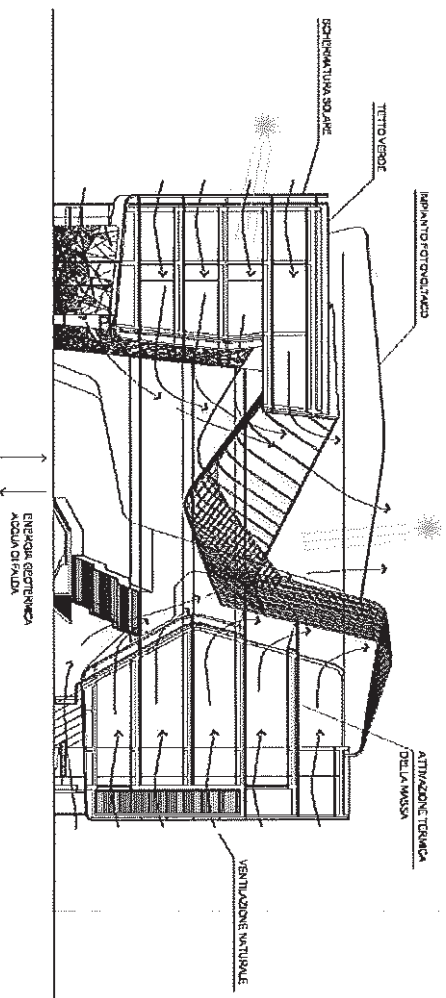 SCHERMATURA SOLARE
TETTO VERDE
IMPIANTO FOTOVOLTAICO
ATTIVAZIONE TERMICA
DELLA MASSA
VENTILAZIONE NATURALE
ENERGIA GEOTERMICA
ACQUA DI FALDA